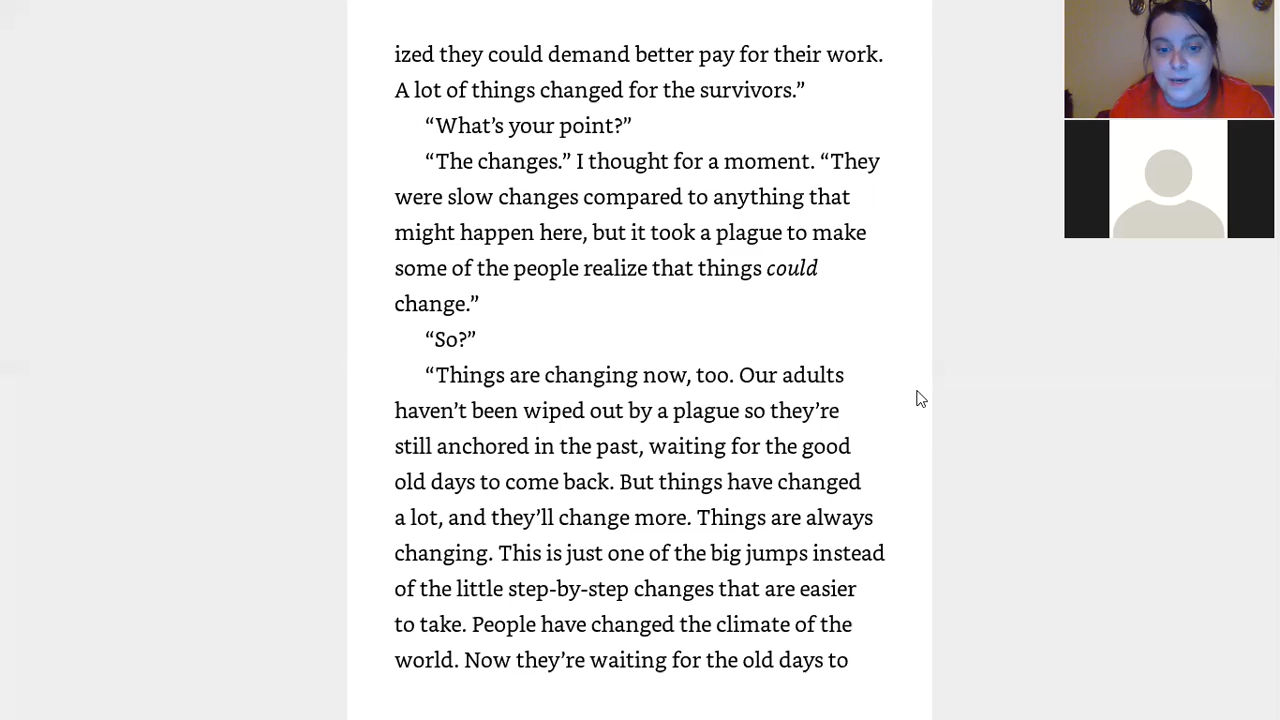 ized they could demand better pay for their work.
A lot of things changed for the survivors.”
“What’s your point?”
“The changes.” I thought for a moment. “They
were slow changes compared to anything that
might happen here, but it took a plague to make
some of the people realize that things could
change.”
“So?”
“Things are changing now, too. Our adults
haven’t been wiped out by a plague so they’re
still anchored in the past, waiting for the good
old days to come back. But things have changed
a lot, and they’ll change more. Things are always
changing. This is just one of the big jumps instead
of the little step-by-step changes that are easier
to take. People have changed the climate of the
world. Now they’re waiting for the old days to